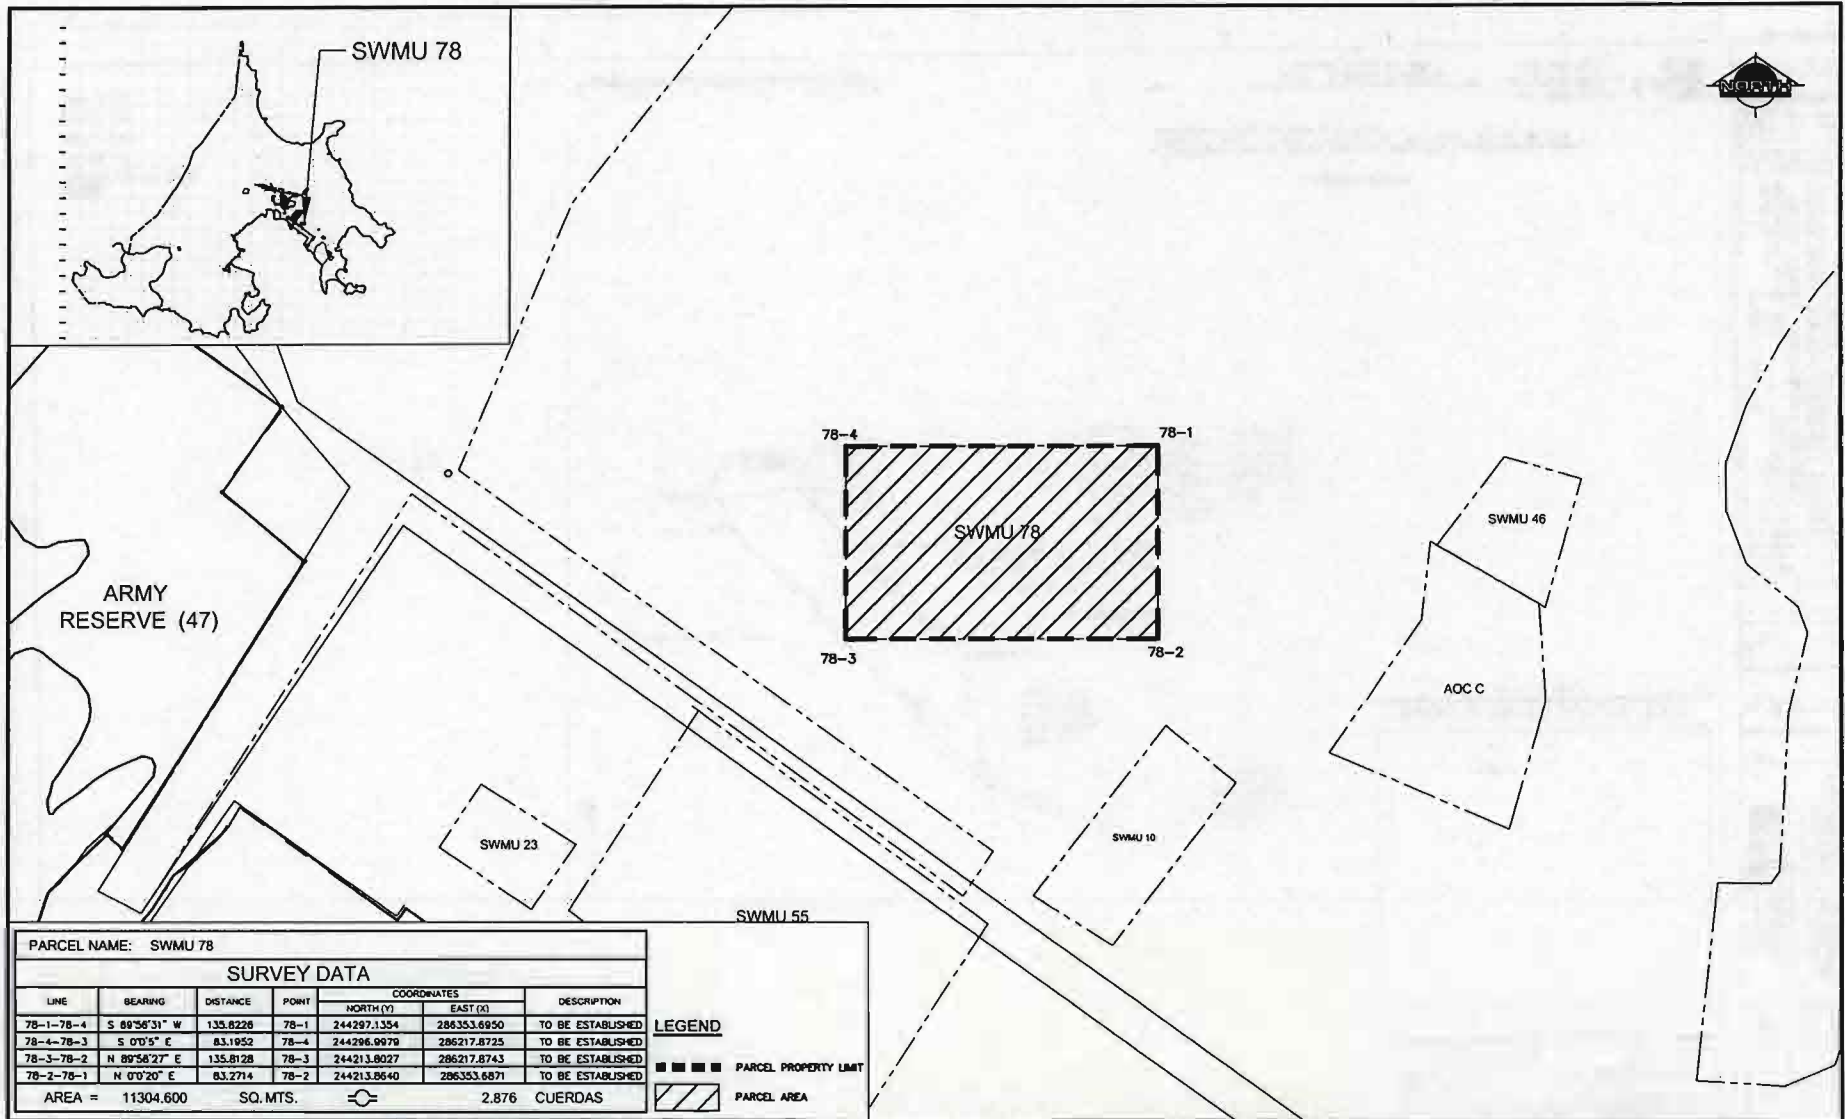 SWMU 78
NORTH
78-4
78-1
SWMU 78
SWMU 46
ARMY
RESERVE (47)
78-3
78-2
AOC C
SWMU 23
SWMU 10
SWMU 55
PARCEL NAME: SWMU 78
SURVEY DATA
LINE BEARING DISTANCE POINT COORDINATES DESCRIPTION
NORTH (Y) EAST (X)
78-1-78-4 S 89°56'31" W 135.8226 78-1 244297.1354 286353.6950 TO BE ESTABLISHED
78-4-78-3 S 0°0'5" E 83.1952 78-4 244296.9979 286217.8725 TO BE ESTABLISHED
78-3-78-2 N 89°58'27" E 135.8128 78-3 244213.8027 286217.8743 TO BE ESTABLISHED
78-2-78-1 N 0°0'20" E 83.2714 78-2 244213.8640 286353.6871 TO BE ESTABLISHED
AREA = 11304.600 SQ. MTS. 2.876 CUERDAS
LEGEND
PARCEL PROPERTY LIMIT
PARCEL AREA